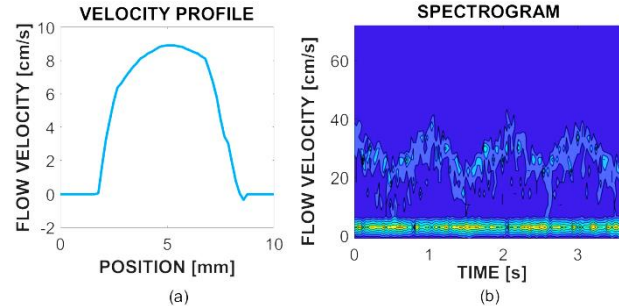 VELOCITY PROFILE
FLOW VELOCITY [cm/s]
10
8
6
4
2
0
-2
0
5
10
POSITION [mm]
(a)
SPECTROGRAM
FLOW VELOCITY [cm/s]
60
40
20
0
0
1
2
3
TIME [s]
(b)